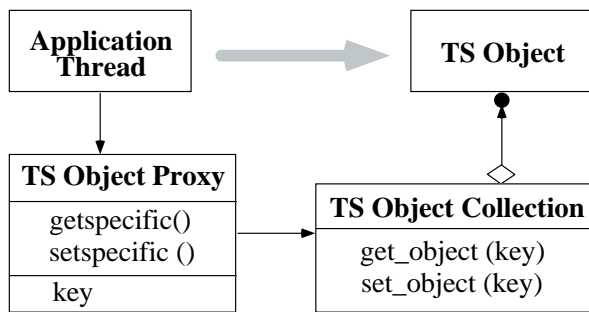 Application
Thread
TS Object
TS Object Proxy
getspecific()
setspecific ()
key
TS Object Collection
get_object (key)
set_object (key)